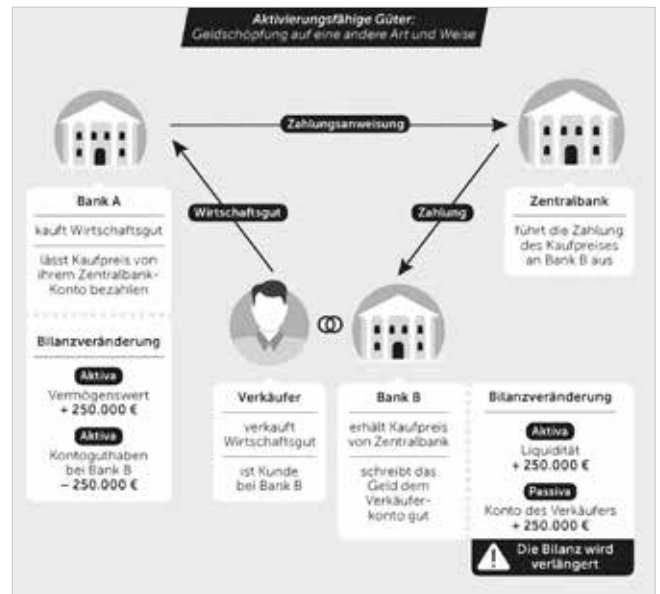 Aktivierungsfähige Güter:
Geldschöpfung auf eine andere Art und Weise
Zahlungsanweisung
Wirtschaftsgut
Zahlung
Bank A
kauft Wirtschaftsgut
lässt Kaufpreis von
ihrem Zentralbank-
Konto bezahlen
Bilanzveränderung
Aktiva
Vermögenswert
+ 250.000 €
Aktiva
Kontoguthaben
bei Bank B
– 250.000 €
Zentralbank
führt die Zahlung
des Kaufpreises
an Bank B aus
Verkäufer
verkauft
Wirtschaftsgut
ist Kunde
bei Bank B
Bank B
erhält Kaufpreis
von Zentralbank
schreibt das
Geld dem
Verkäufer-
konto gut
Bilanzveränderung
Aktiva
Liquidität
+ 250.000 €
Passiva
Konto des Verkäufers
+ 250.000 €
Die Bilanz wird
verlängert